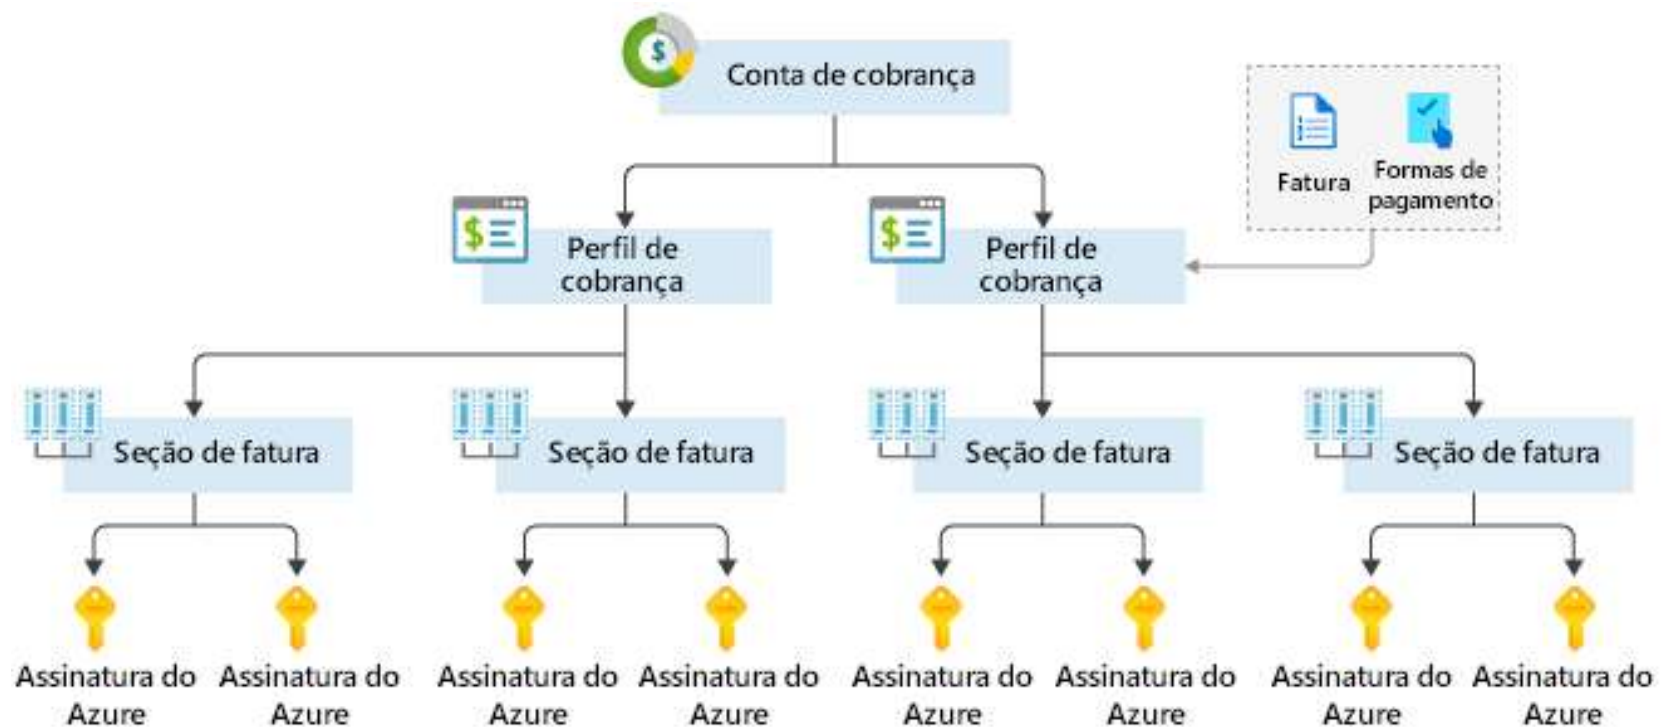 Conta de cobrança
Fatura
Formas de
pagamento
$
$
Perfil de
cobrança
$
Perfil de
cobrança
Seção de fatura
Seção de fatura
Seção de fatura
Seção de fatura
Assinatura do
Azure
Assinatura do
Azure
Assinatura do
Azure
Assinatura do
Azure
Assinatura do
Azure
Assinatura do
Azure
Assinatura do
Azure
Assinatura do
Azure